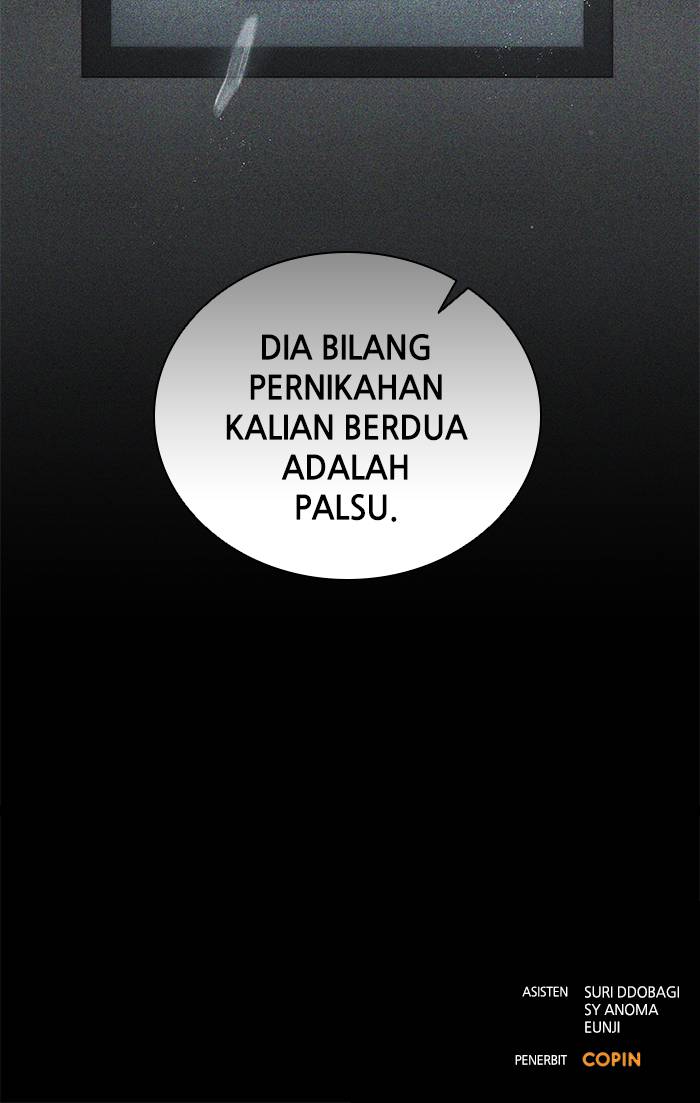 DIA BILANG
PERNIKAHAN
KALIAN BERDUA
ADALAH
PALSU.
ASISTEN SURI DDOBAGI
SY ANOMA
EUNJI
PENERBIT COPIN